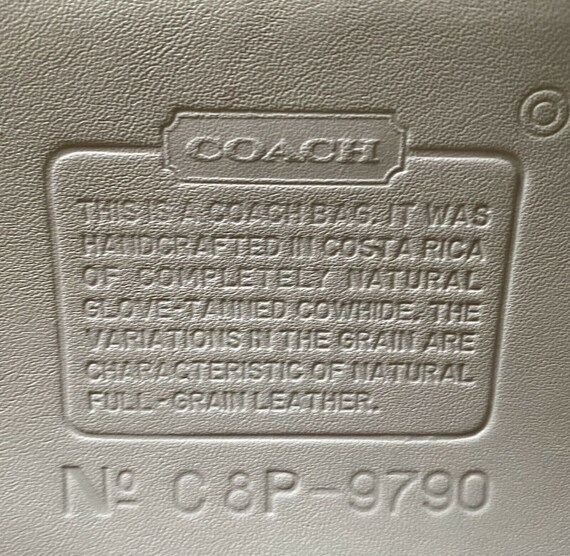 COACH
THIS IS A COACH BAG. IT WAS
HANDCRAFTED IN COSTA RICA
OF COMPLETELY NATURAL
GLOVE-TANNED COWHIDE. THE
VARIATIONS IN THE GRAIN ARE
CHARACTERISTIC OF NATURAL
FULL-GRAIN LEATHER.
Nº C8P-9790